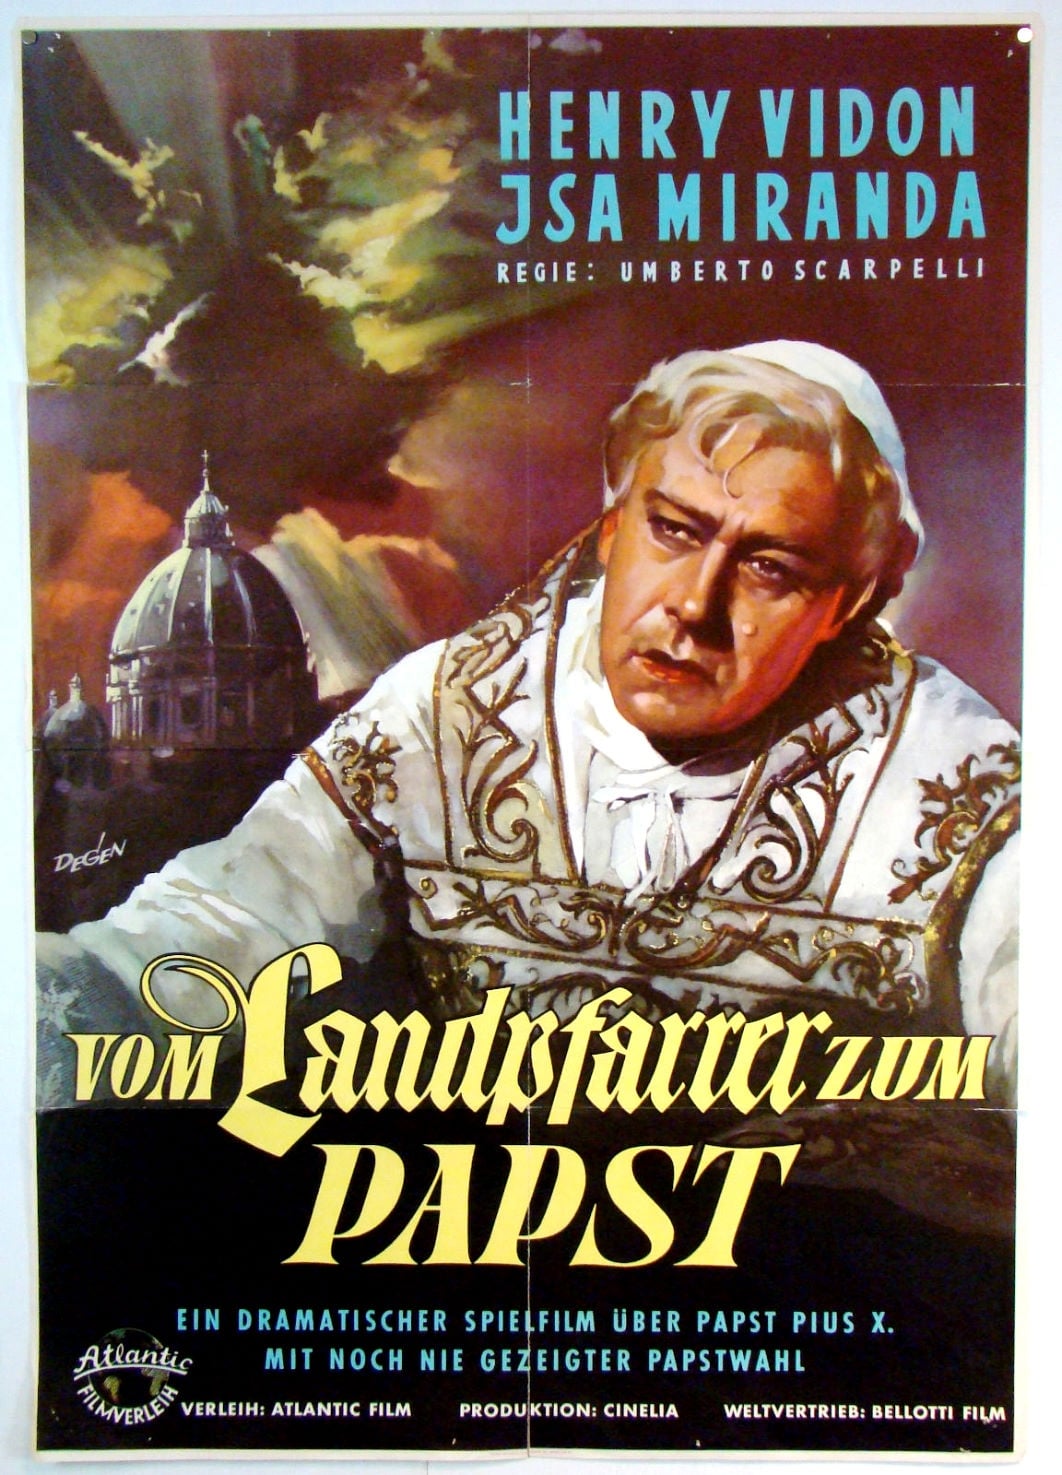 HENRY VIDON
JSA MIRANDA
REGIE: UMBERTO SCARPELLI
DEGEN
VOM Landpfarrer ZUM
PAPST
EIN DRAMATISCHER SPIELFILM ÜBER PAPST PIUS X.
MIT NOCH NIE GEZEIGTER PAPSTWAHL
Atlantic
FILMVERLEIH
VERLEIH: ATLANTIC FILM PRODUKTION: CINELIA WELTVERTRIEB: BELLOTTI FILM